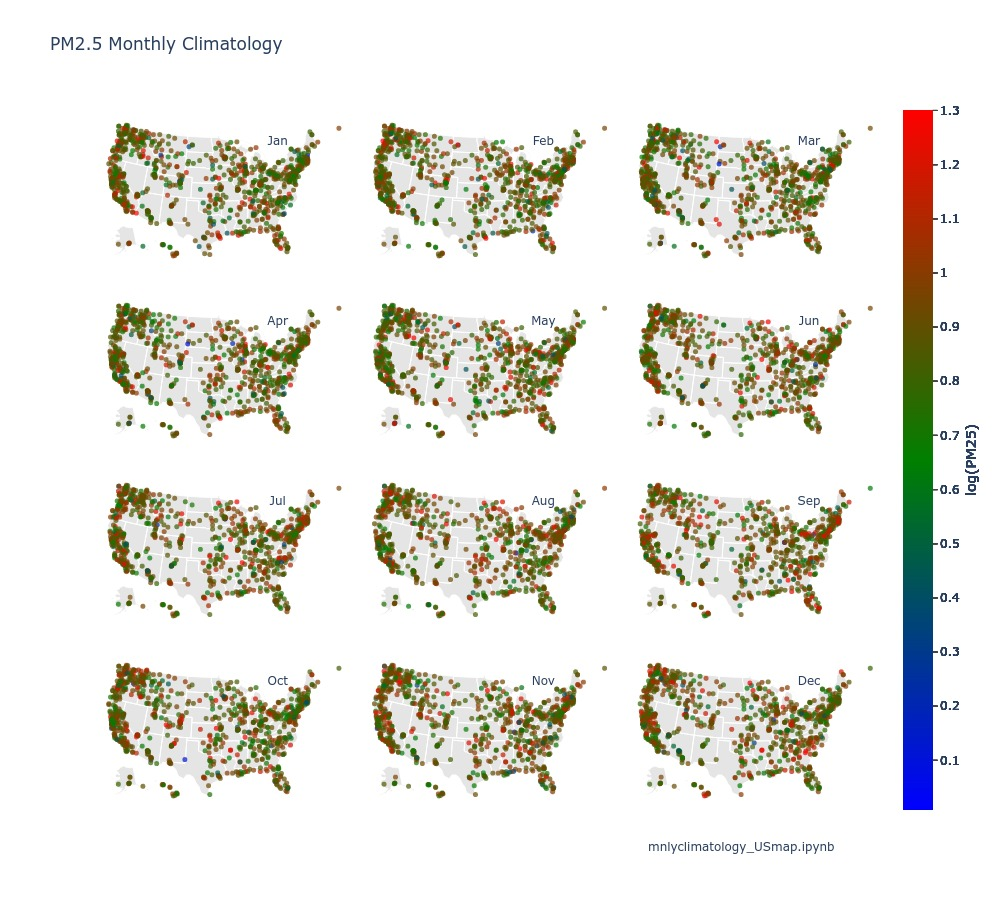 PM2.5 Monthly Climatology
Jan
Feb
Mar
Apr
May
Jun
Jul
Aug
Sep
Oct
Nov
Dec
1.3
1.2
1.1
1
0.9
0.8
0.7
0.6
0.5
0.4
0.3
0.2
0.1
log(PM25)
mnlyclimatology_USmap.ipynb